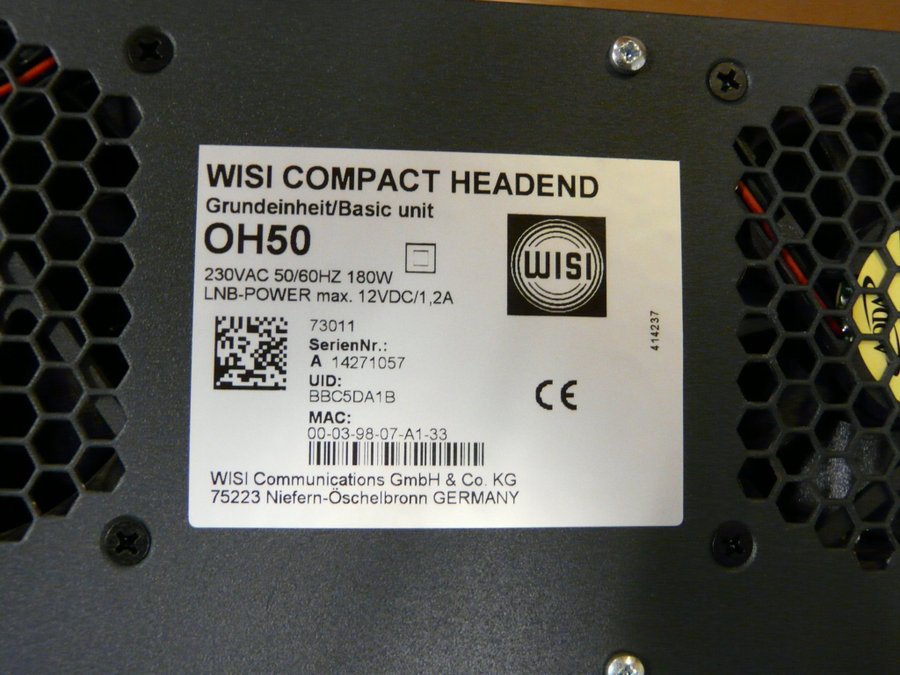 WISI COMPACT HEADEND
Grundeinheit/Basic unit
OH50
230VAC 50/60HZ 180W
LNB-POWER max. 12VDC/1,2A
WISI
73011
SerienNr.:
A 14271057
UID:
BBC5DA1B
MAC:
00-03-98-07-A1-33
CE
414237
WISI Communications GmbH & Co. KG
75223 Niefern-Öschelbronn GERMANY